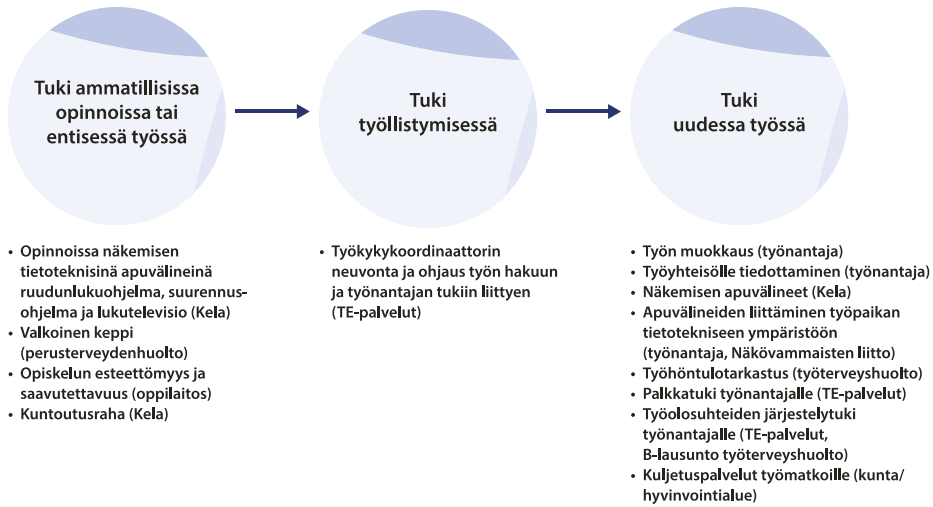 Tuki ammatillisissa
opinnoissa tai
entisessä työssä
Tuki
työllistymisessä
Tuki
uudessa työssä
• Opinnoissa näkemisen
tietoteknisinä apuvälineinä
ruudunlukuohjelma, suurennus-
ohjelma ja lukutelevisio (Kela)
• Valkoinen keppi
(perusterveydenhuolto)
• Opiskelun esteettömyys ja
saavutettavuus (oppilaitos)
• Kuntoutusraha (Kela)
• Työkykykoordinaattorin
neuvonta ja ohjaus työn hakuun
ja työnantajan tukiin liittyen
(TE-palvelut)
• Työn muokkaus (työnantaja)
• Työyhteisölle tiedottaminen (työnantaja)
• Näkemisen apuvälineet (Kela)
• Apuvälineiden liittäminen työpaikan
tietotekniseen ympäristöön
(työnantaja, Näkövammaisten liitto)
• Työhöntulotarkastus (työterveyshuolto)
• Palkkatuki työnantajalle (TE-palvelut)
• Työolosuhteiden järjestelytuki
työnantajalle (TE-palvelut,
B-lausunto työterveyshuolto)
• Kuljetuspalvelut työmatkoille (kunta/
hyvinvointialue)